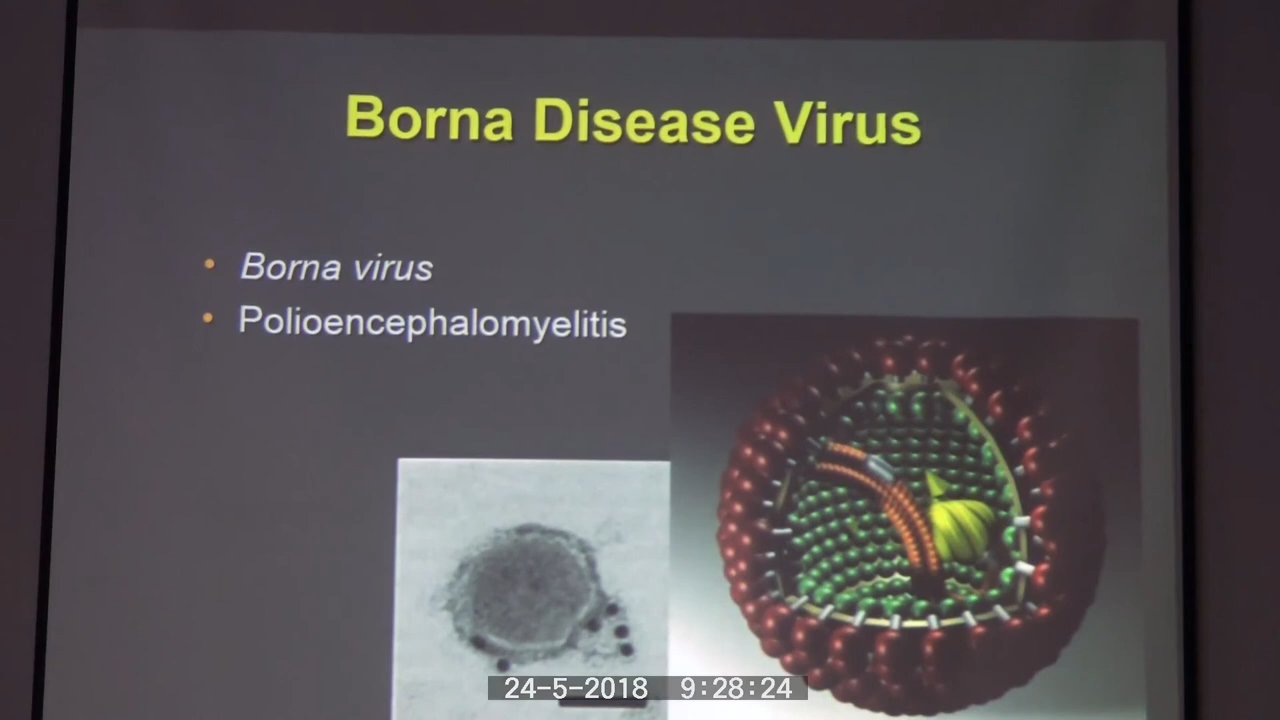 Borna Disease Virus
• Borna virus
• Polioencephalomyelitis
24-5-2018 9:28:24